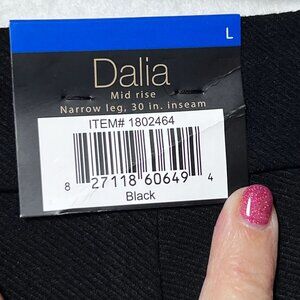 L
Dalia
Mid rise
Narrow leg, 30 in. inseam
ITEM# 1802464
8 27118 60649 4
Black